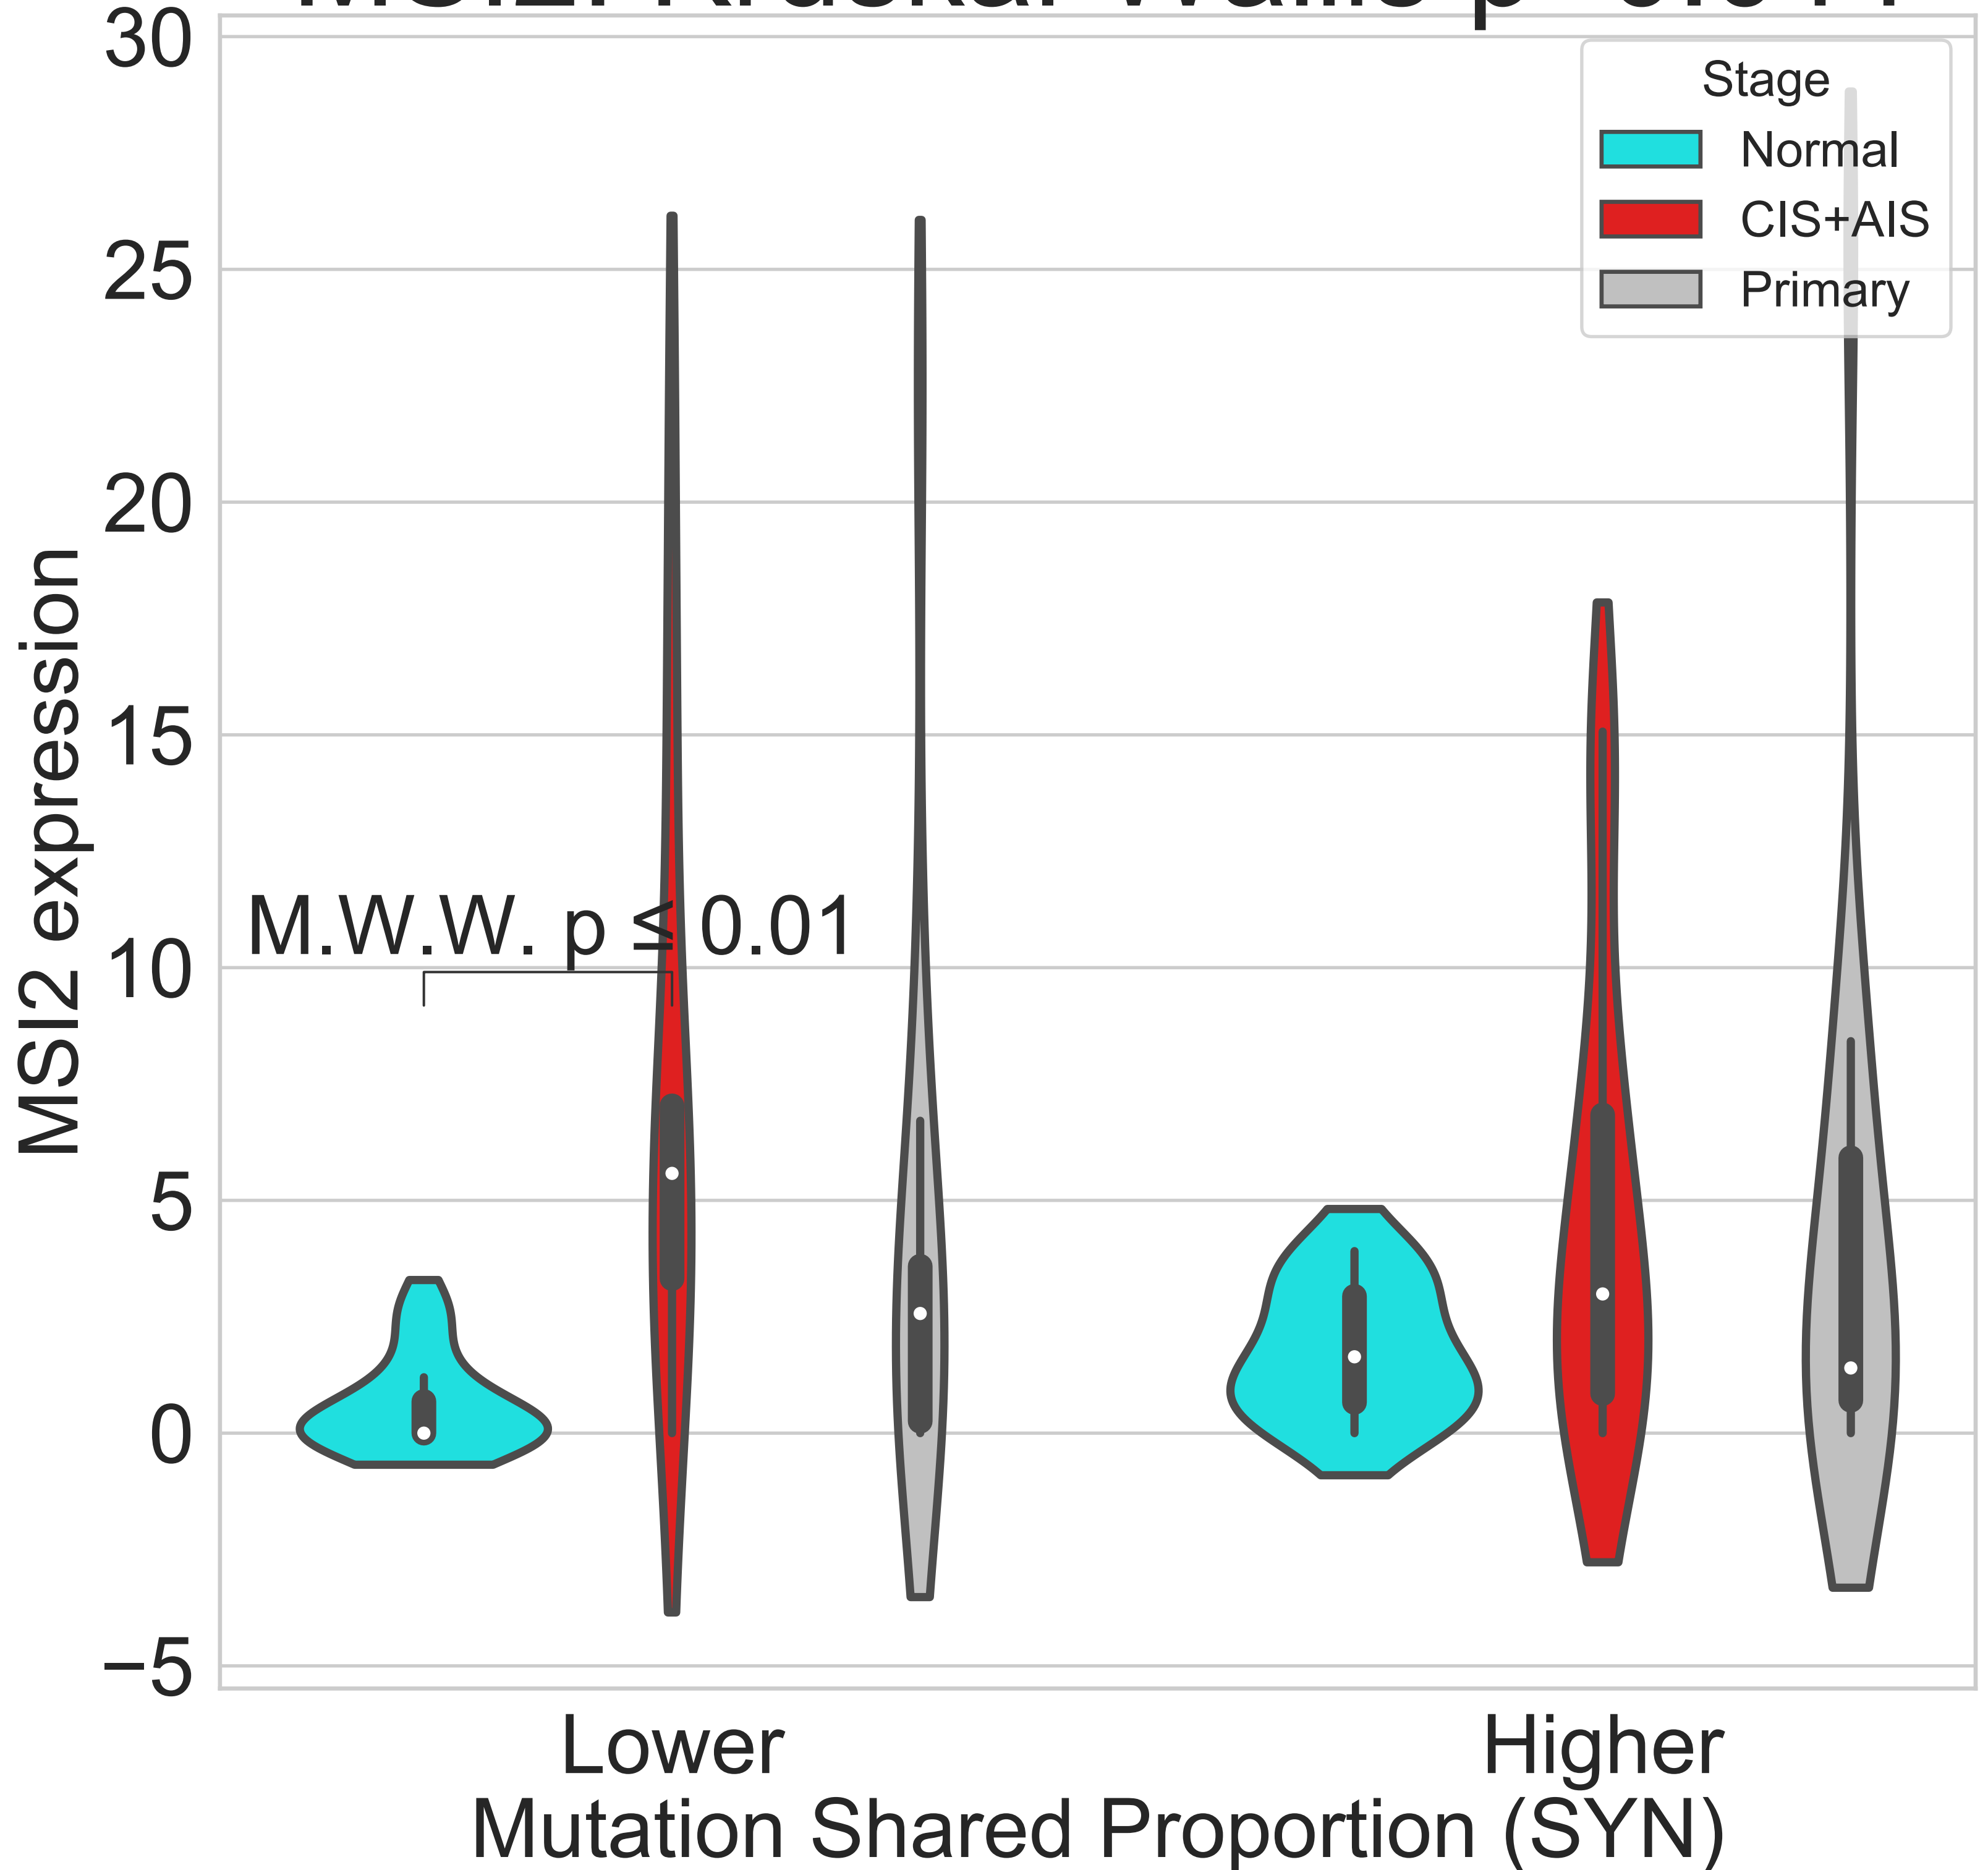 30
25
20
15
10
5
0
−5
MSI2 expression
Stage
Normal
CIS+AIS
Primary
M.W.W. p ≤ 0.01
Lower
Higher
Mutation Shared Proportion (SYN)